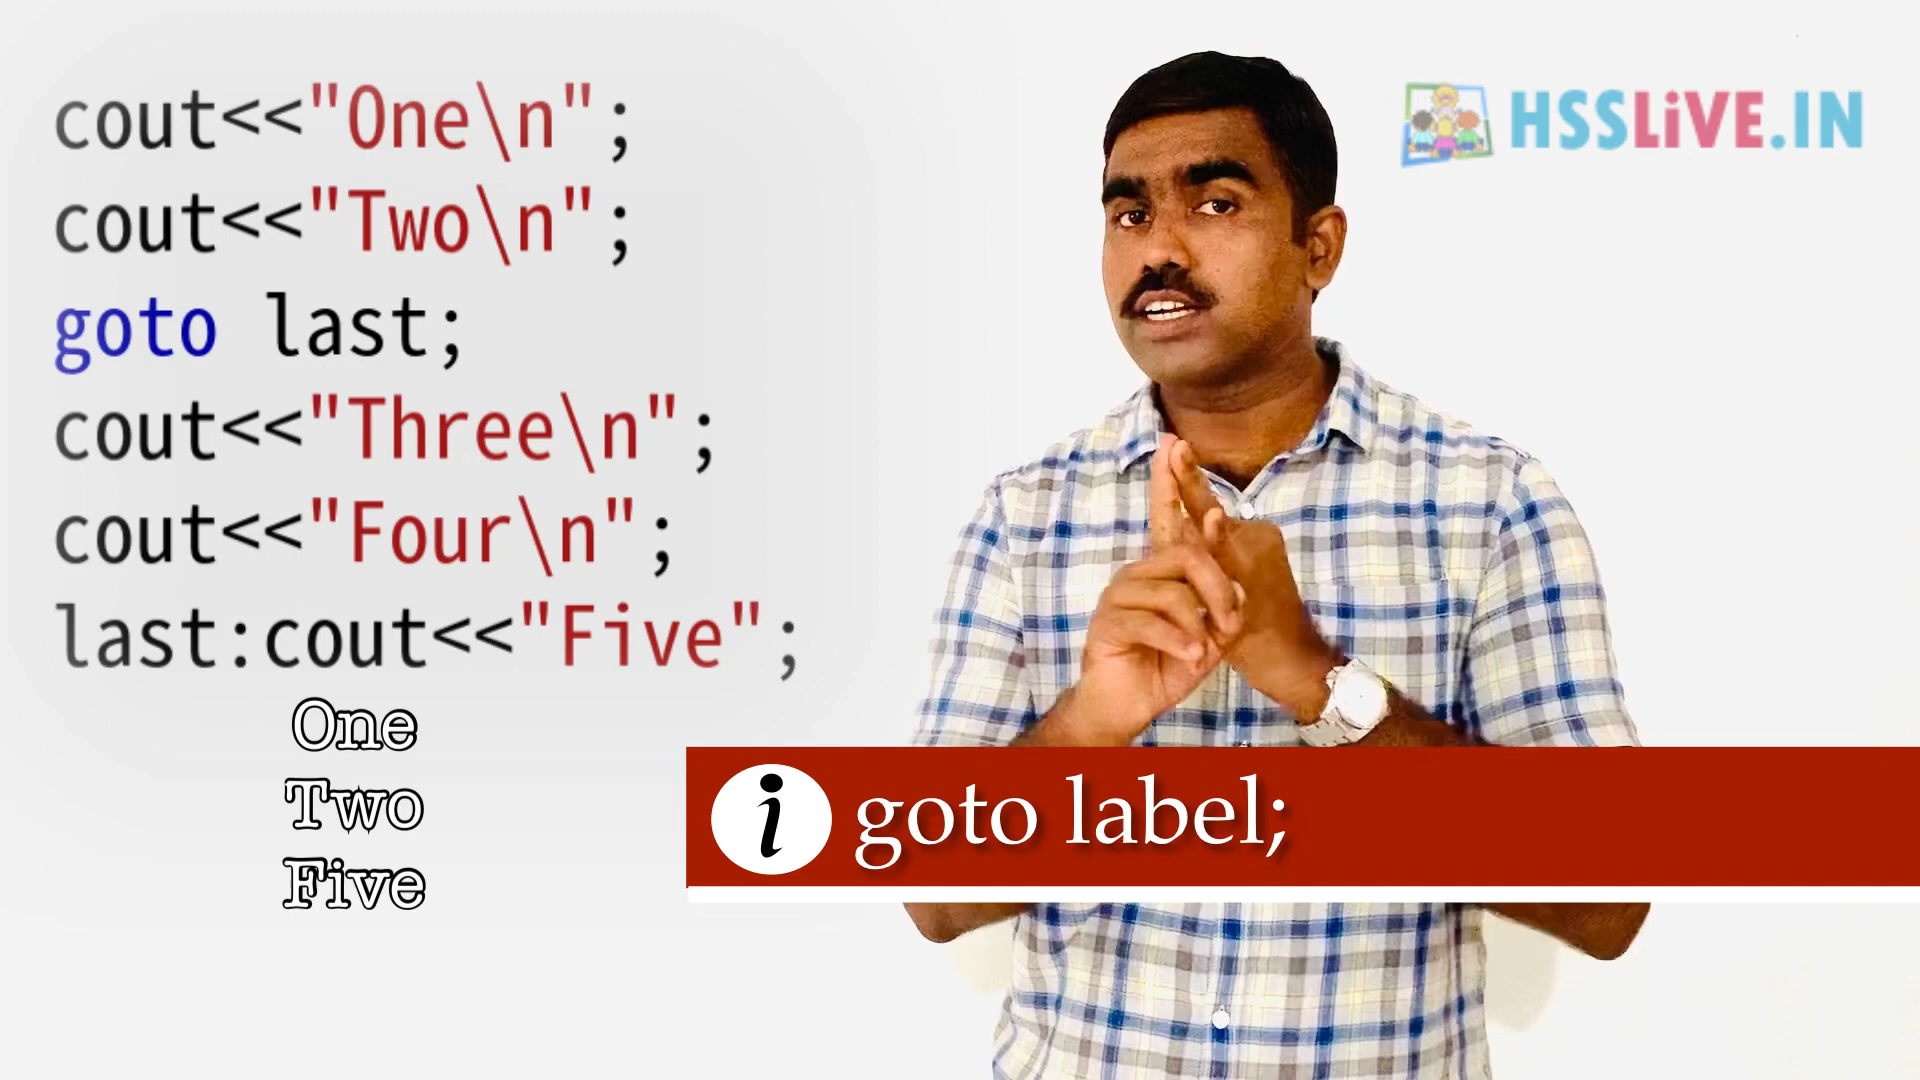 cout<<"One\n";
cout<<"Two\n";
goto last;
cout<<"Three\n";
cout<<"Four\n";
last:cout<<"Five";
One
Two
Five
HSSLiVE.IN
i goto label;